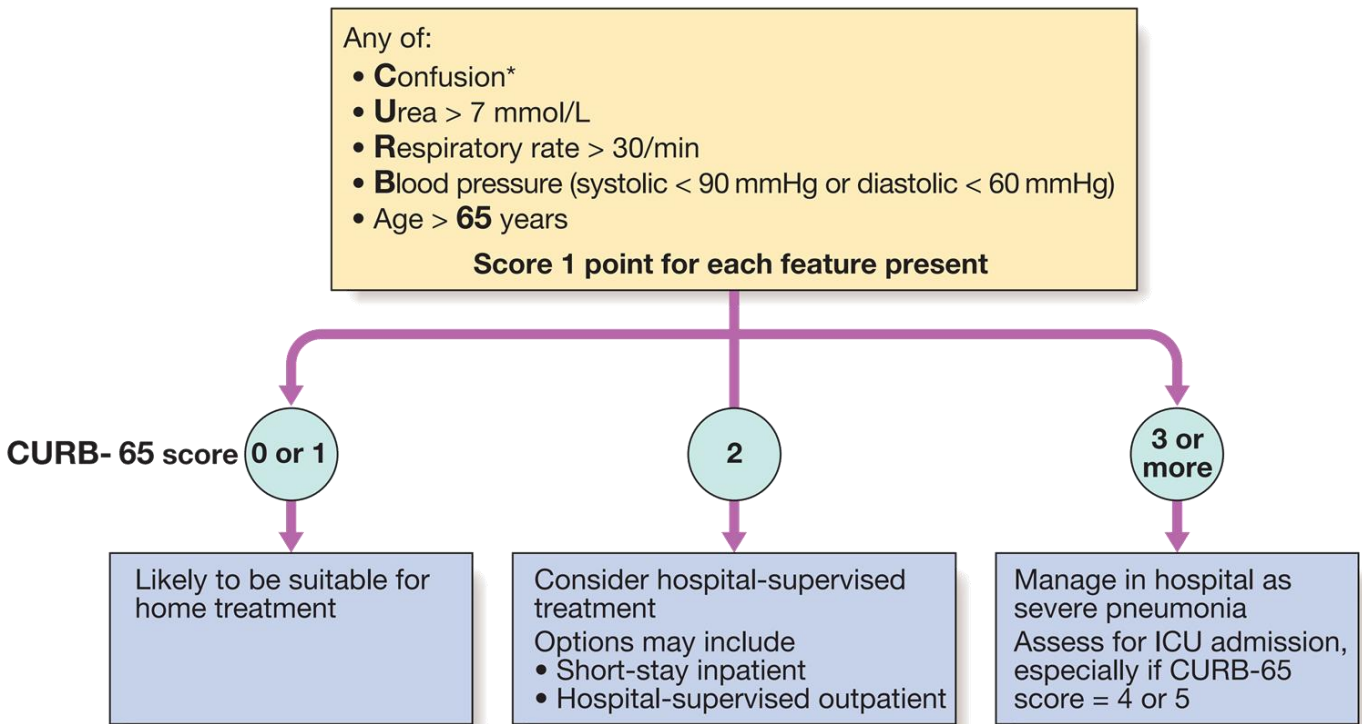 Any of:
• Confusion*
• Urea > 7 mmol/L
• Respiratory rate > 30/min
• Blood pressure (systolic < 90 mmHg or diastolic < 60 mmHg)
• Age > 65 years
Score 1 point for each feature present
CURB- 65 score
0 or 1
2
3 or
more
Likely to be suitable for
home treatment
Consider hospital-supervised
treatment
Options may include
• Short-stay inpatient
• Hospital-supervised outpatient
Manage in hospital as
severe pneumonia
Assess for ICU admission,
especially if CURB-65
score = 4 or 5